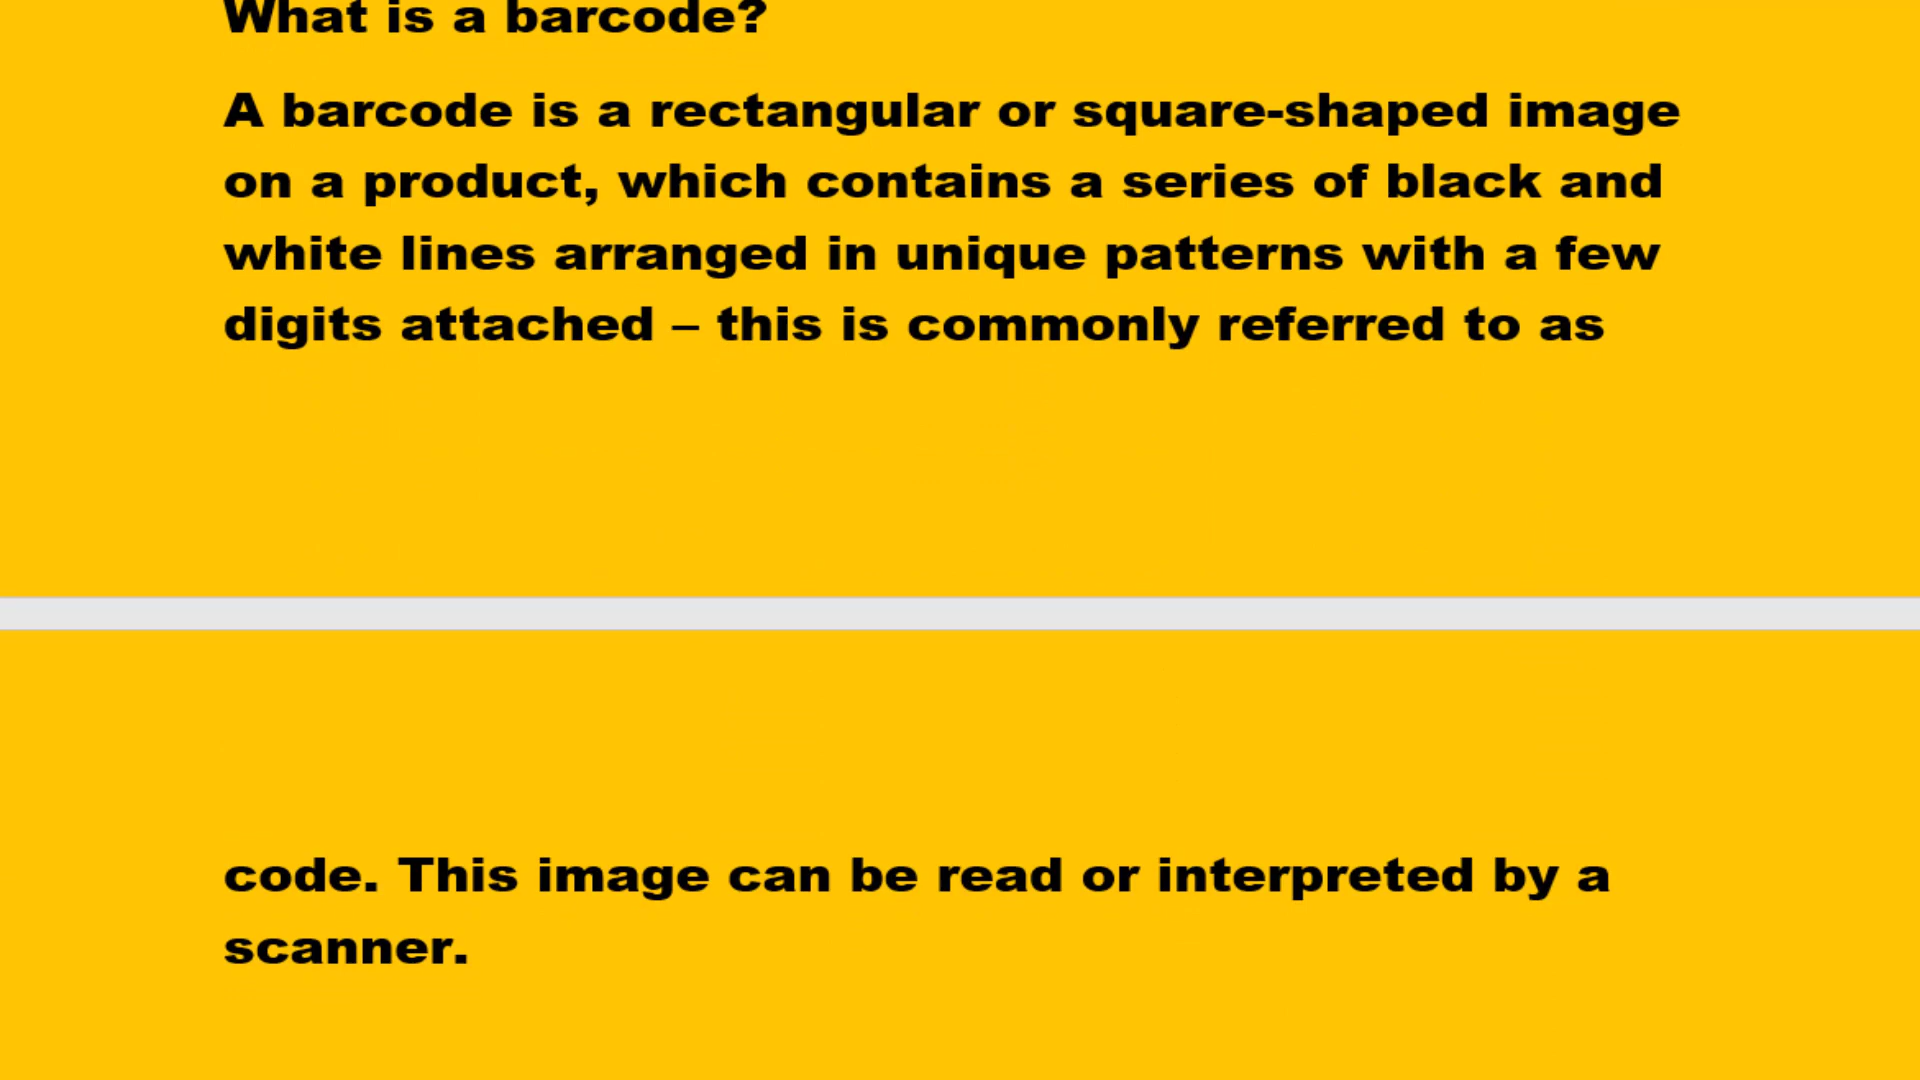 What is a barcode?
A barcode is a rectangular or square-shaped image
on a product, which contains a series of black and
white lines arranged in unique patterns with a few
digits attached – this is commonly referred to as
code. This image can be read or interpreted by a
scanner.